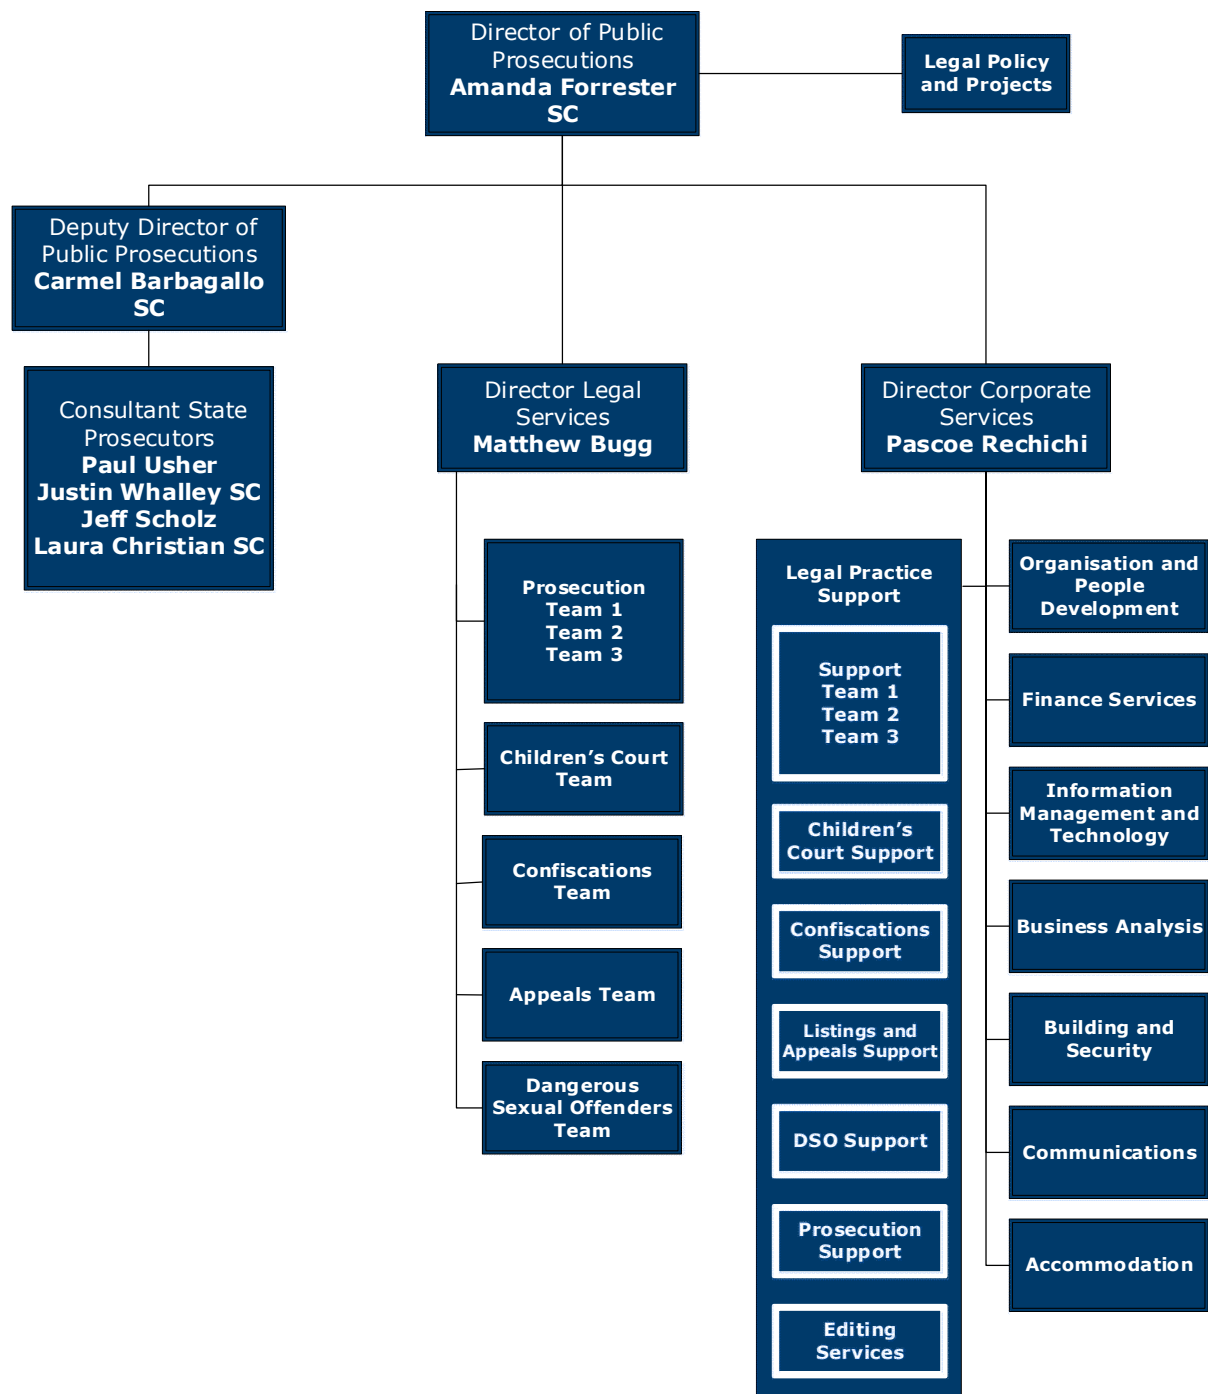 Director of Public
Prosecutions
Amanda Forrester
SC
Legal Policy
and Projects
Deputy Director of
Public Prosecutions
Carmel Barbagallo
SC
Consultant State
Prosecutors
Paul Usher
Justin Whalley SC
Jeff Scholz
Laura Christian SC
Director Legal
Services
Matthew Bugg
Prosecution
Team 1
Team 2
Team 3
Children’s Court
Team
Confiscations
Team
Appeals Team
Dangerous
Sexual Offenders
Team
Director Corporate
Services
Pascoe Rechichi
Legal Practice
Support
Support
Team 1
Team 2
Team 3
Children’s
Court Support
Confiscations
Support
Listings and
Appeals Support
DSO Support
Prosecution
Support
Editing
Services
Organisation and
People
Development
Finance Services
Information
Management and
Technology
Business Analysis
Building and
Security
Communications
Accommodation